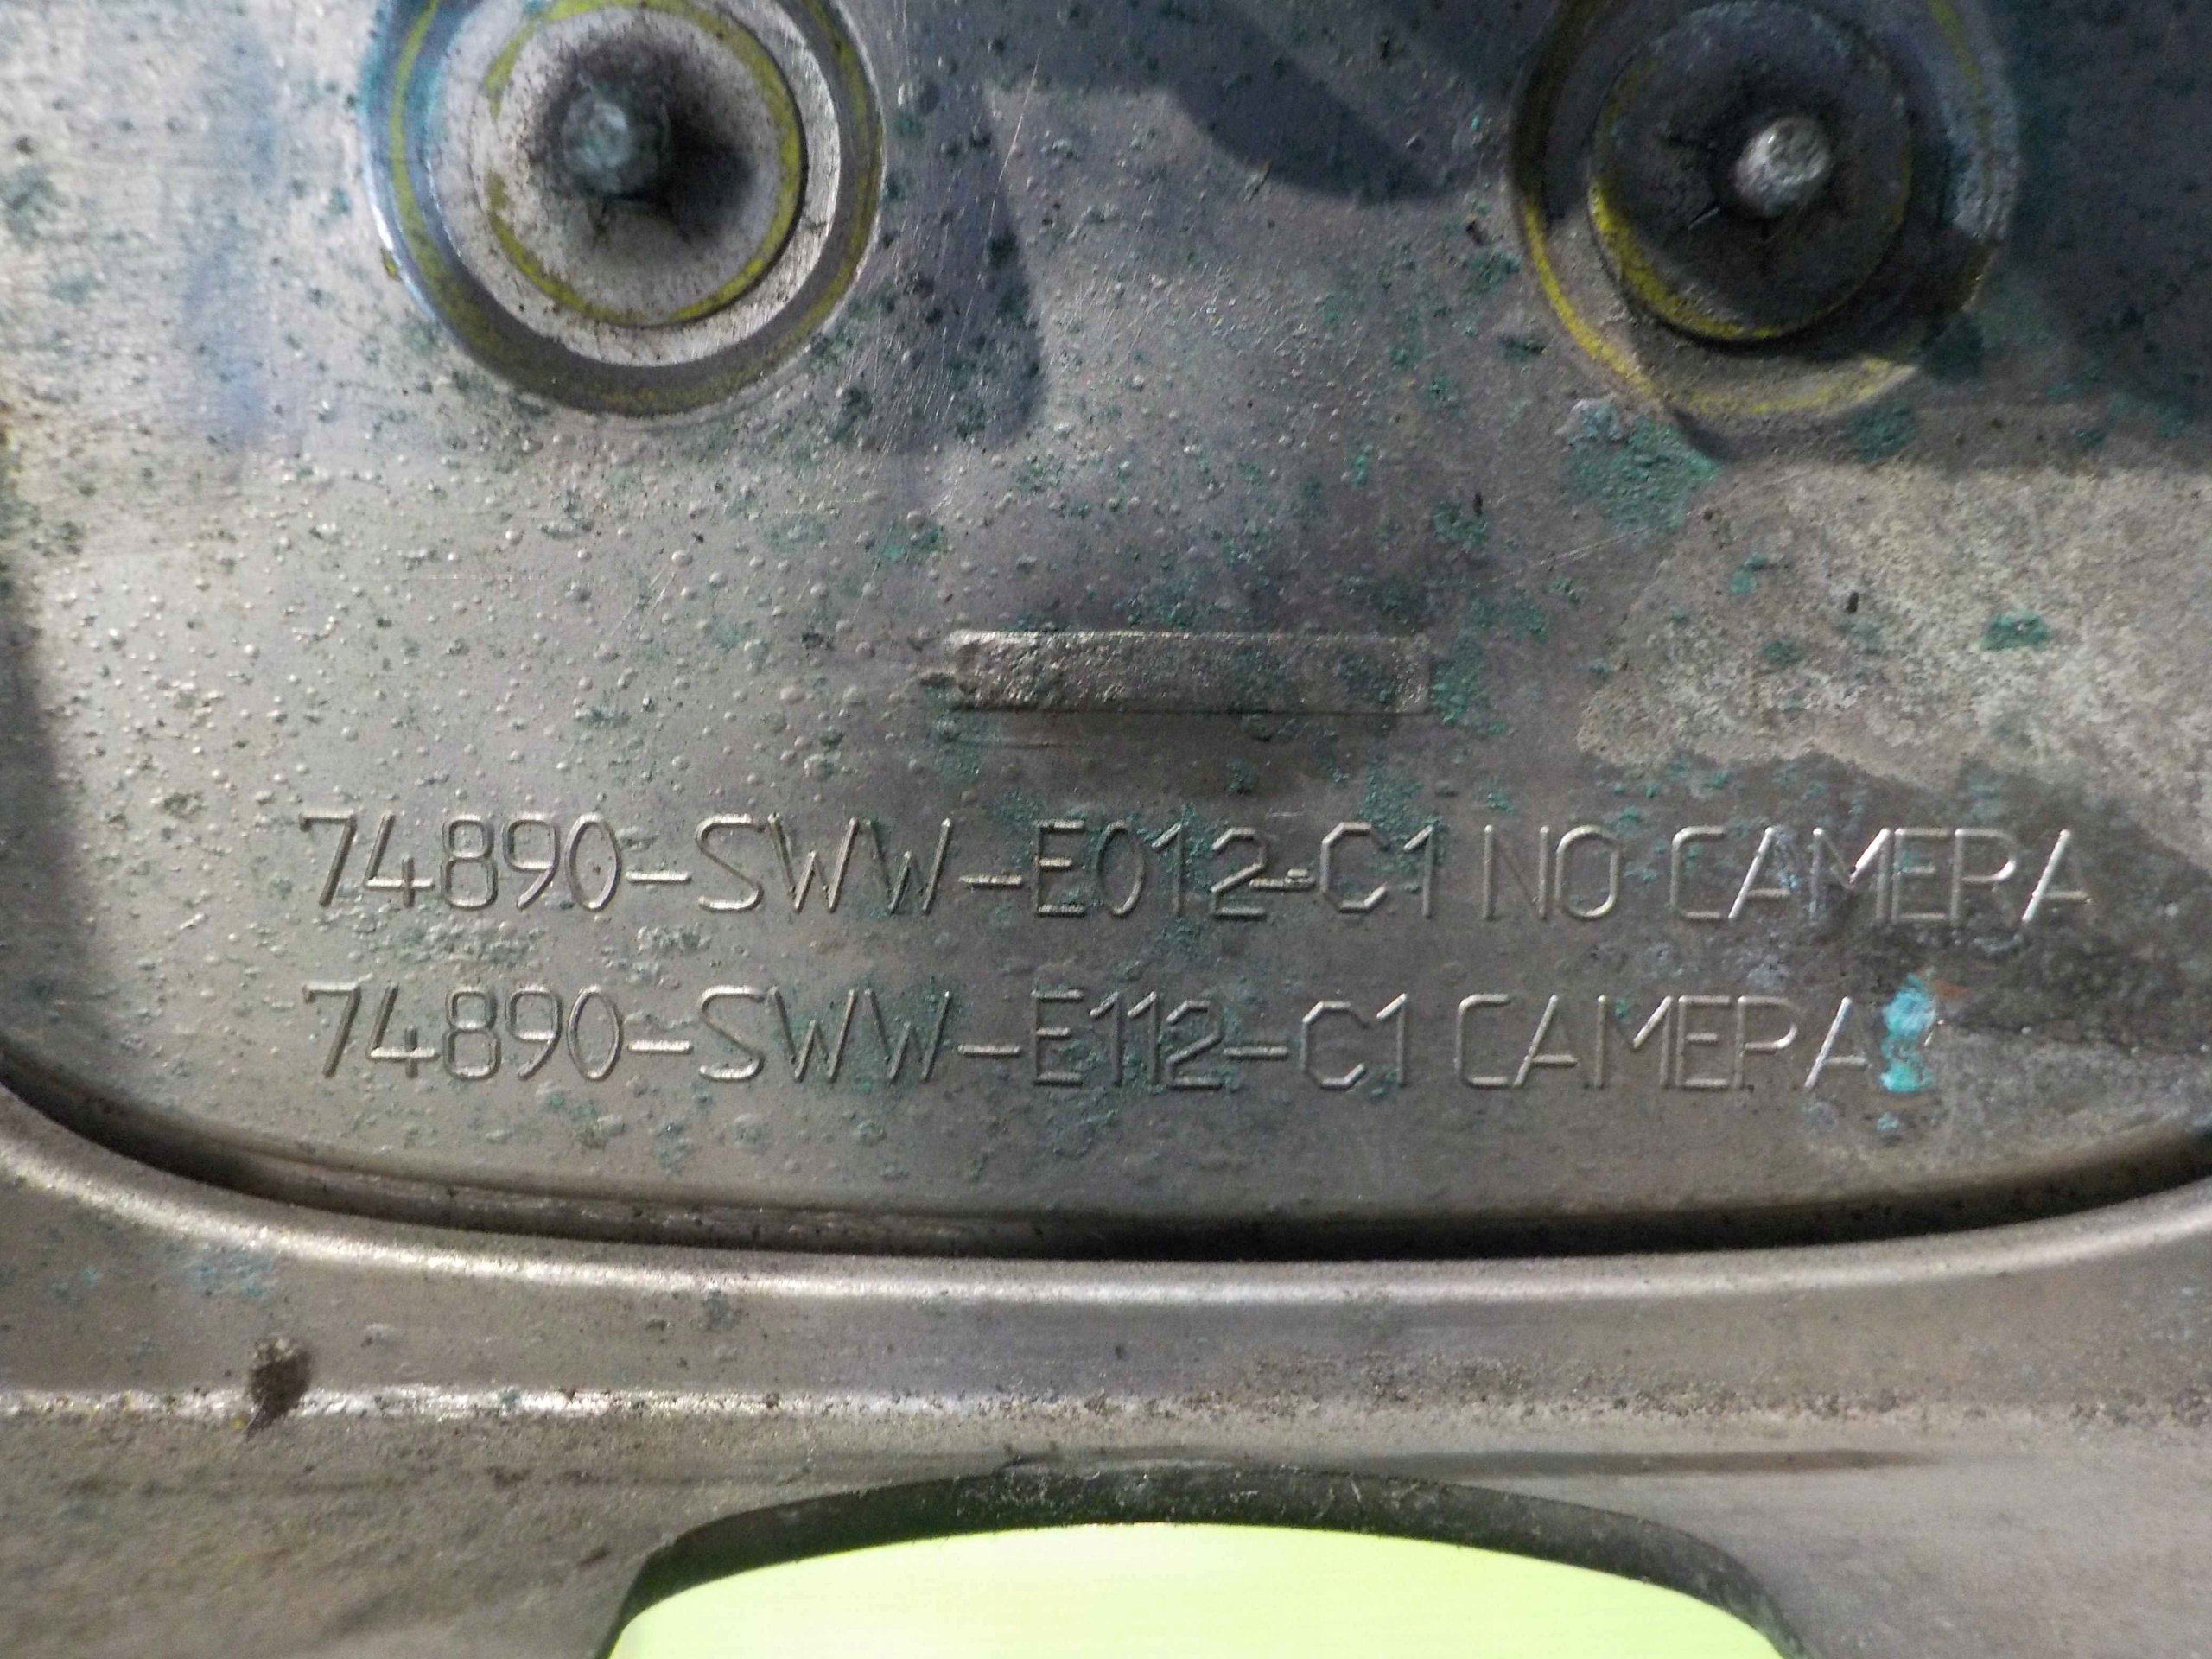 74890-SWW-E012-C1 NO CAMERA
74890-SWW-E112-C1 CAMERA